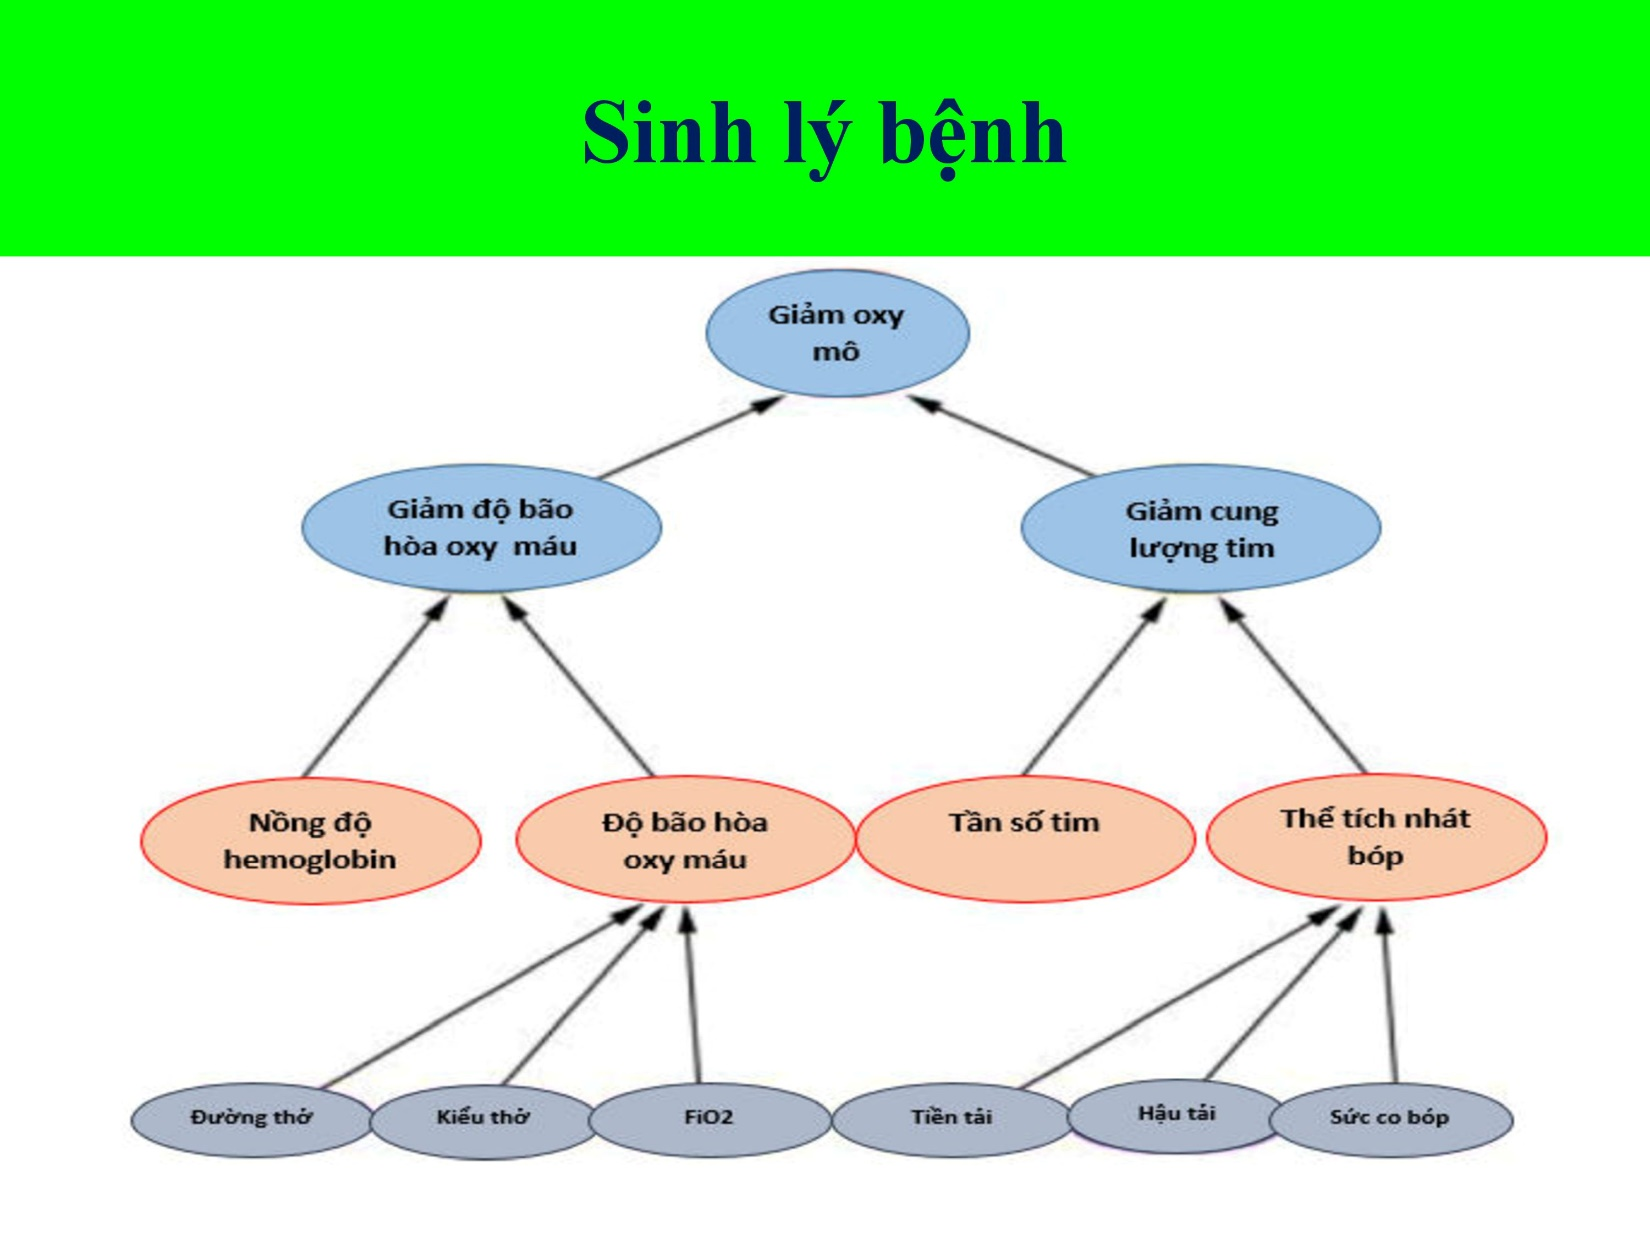 Sinh lý bệnh
Giảm oxy
mô
Giảm độ bão
hòa oxy máu
Giảm cung
lượng tim
Nồng độ
hemoglobin
Độ bão hòa
oxy máu
Tần số tim
Thể tích nhát
bóp
Đường thở
Kiểu thở
FiO2
Tiền tải
Hậu tải
Sức co bóp